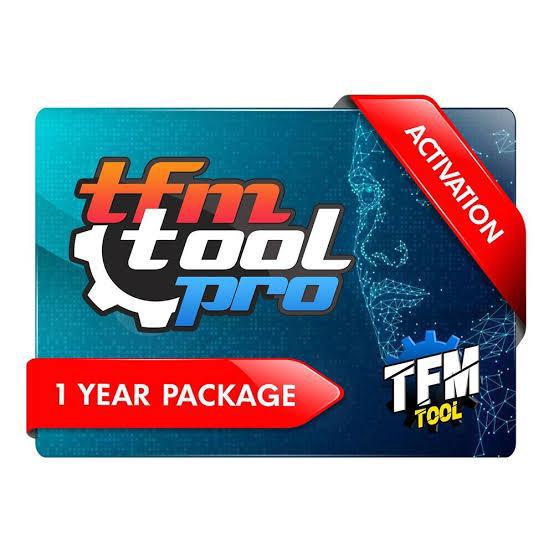 ACTIVATION
tfm
tool
pro
1 YEAR PACKAGE
TFM
TOOL